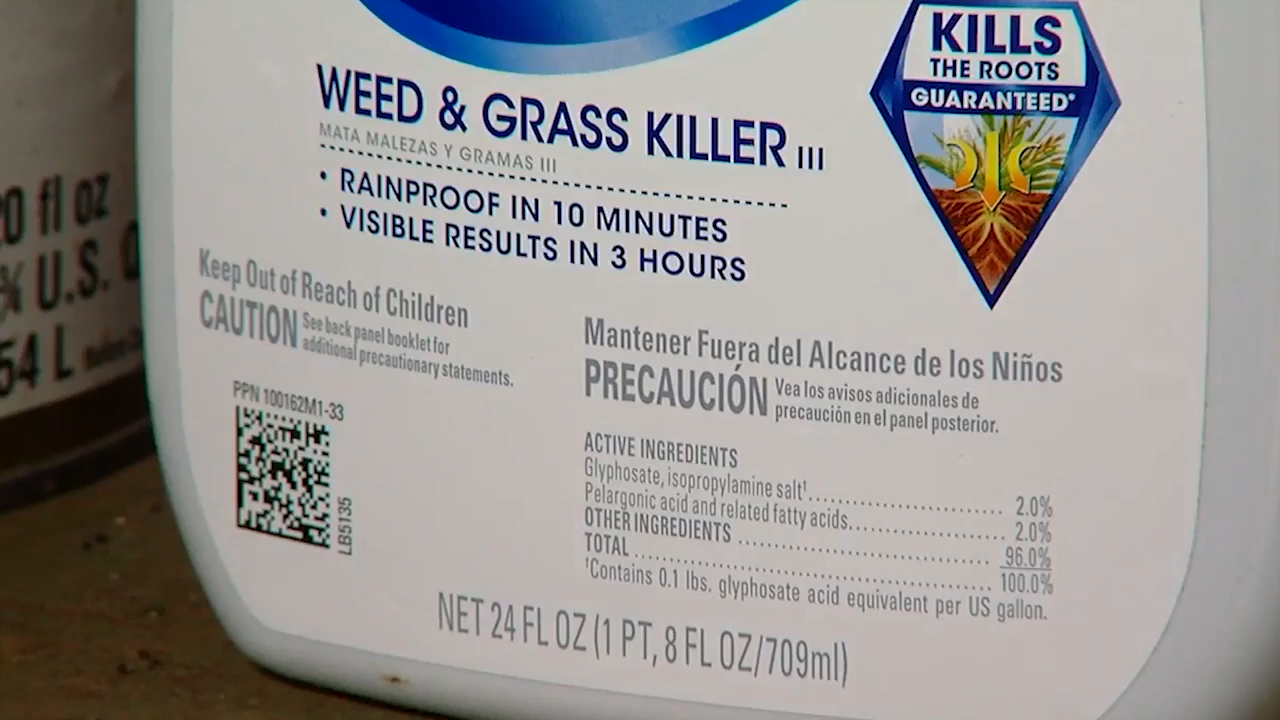 KILLS
THE ROOTS
GUARANTEED*
WEED & GRASS KILLER III
MATA MALEZAS Y GRAMAS III
• RAINPROOF IN 10 MINUTES
• VISIBLE RESULTS IN 3 HOURS
Keep Out of Reach of Children
CAUTION See back panel booklet for
additional precautionary statements.
Mantener Fuera del Alcance de los Niños
PRECAUCIÓN Vea los avisos adicionales de
precaución en el panel posterior.
PPN 100162M1-33
LB5135
ACTIVE INGREDIENTS
Glyphosate, isopropylamine salt†.......... 2.0%
Pelargonic acid and related fatty acids.......... 2.0%
OTHER INGREDIENTS .......... 96.0%
TOTAL .......... 100.0%
†Contains 0.1 lbs. glyphosate acid equivalent per US gallon.
NET 24 FL OZ (1 PT, 8 FL OZ/709ml)
fl oz
U.S.
54 L